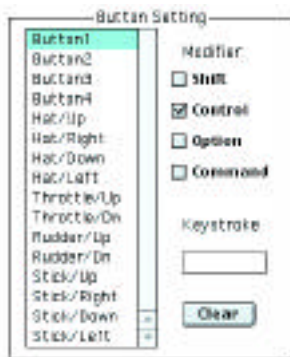 Button Setting
Button1
Button2
Button3
Button4
Hat/Up
Hat/Right
Hat/Down
Hat/Left
Throttle/Up
Throttle/Dn
Rudder/Up
Rudder/Dn
Stick/Up
Stick/Right
Stick/Down
Stick/Left
Modifier
Shift
Control
Option
Command
Keystroke
Clear